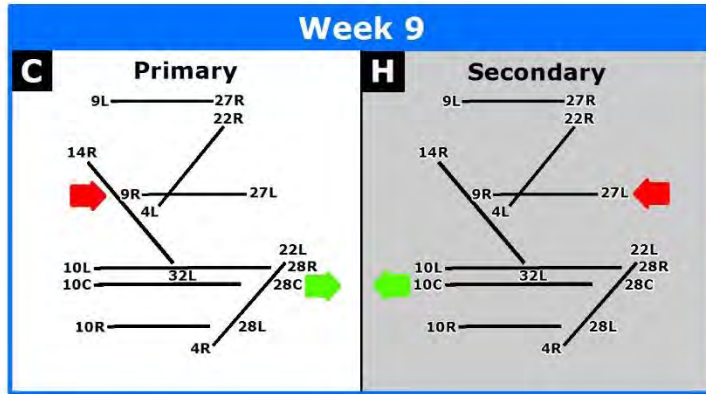 Week 9
C Primary
9L 27R
22R
14R
9R 27L
4L
22L
10L 28R
32L
10C 28C
10R 28L
4R
H Secondary
9L 27R
22R
14R
9R 27L
4L
22L
10L 28R
32L
10C 28C
10R 28L
4R